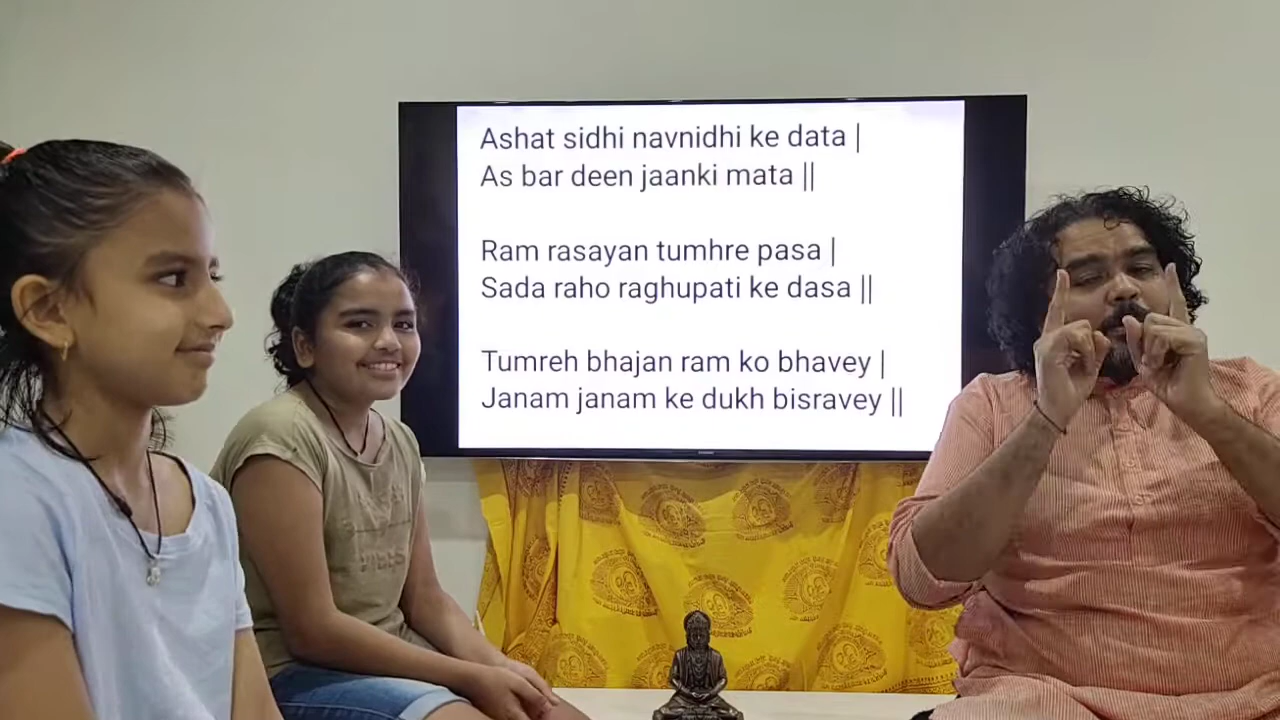 Ashat sidhi navnidhi ke data |
As bar deen jaanki mata ||
Ram rasayan tumhre pasa |
Sada raho raghupati ke dasa ||
Tumreh bhajan ram ko bhavey |
Janam janam ke dukh bisravey ||